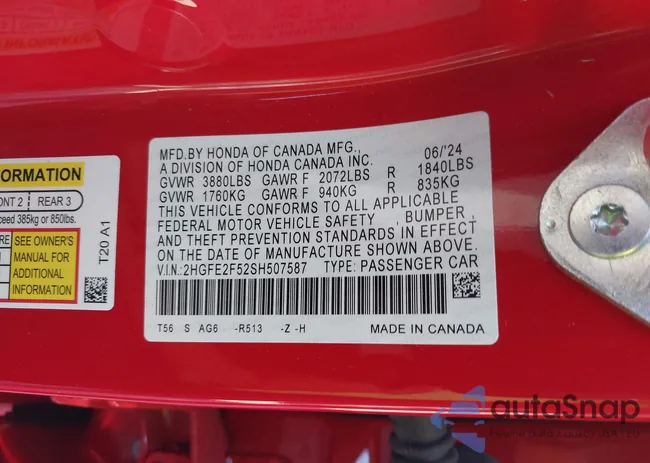 MFD.BY HONDA OF CANADA MFG.,
A DIVISION OF HONDA CANADA INC. 06/'24
GVWR 3880LBS GAWR F 2072LBS R 1840LBS
GVWR 1760KG GAWR F 940KG R 835KG
THIS VEHICLE CONFORMS TO ALL APPLICABLE
FEDERAL MOTOR VEHICLE SAFETY , BUMPER ,
AND THEFT PREVENTION STANDARDS IN EFFECT
ON THE DATE OF MANUFACTURE SHOWN ABOVE.
V.I.N.:2HGFE2F52SH507587 TYPE: PASSENGER CAR
T56 S AG6 -R513 -Z -H MADE IN CANADA
FORMATION
ONT 2 REAR 3
ceed 385kg or 850lbs.
RE SEE OWNER'S
MANUAL FOR
ADDITIONAL
INFORMATION
T20 A1
autoSnap